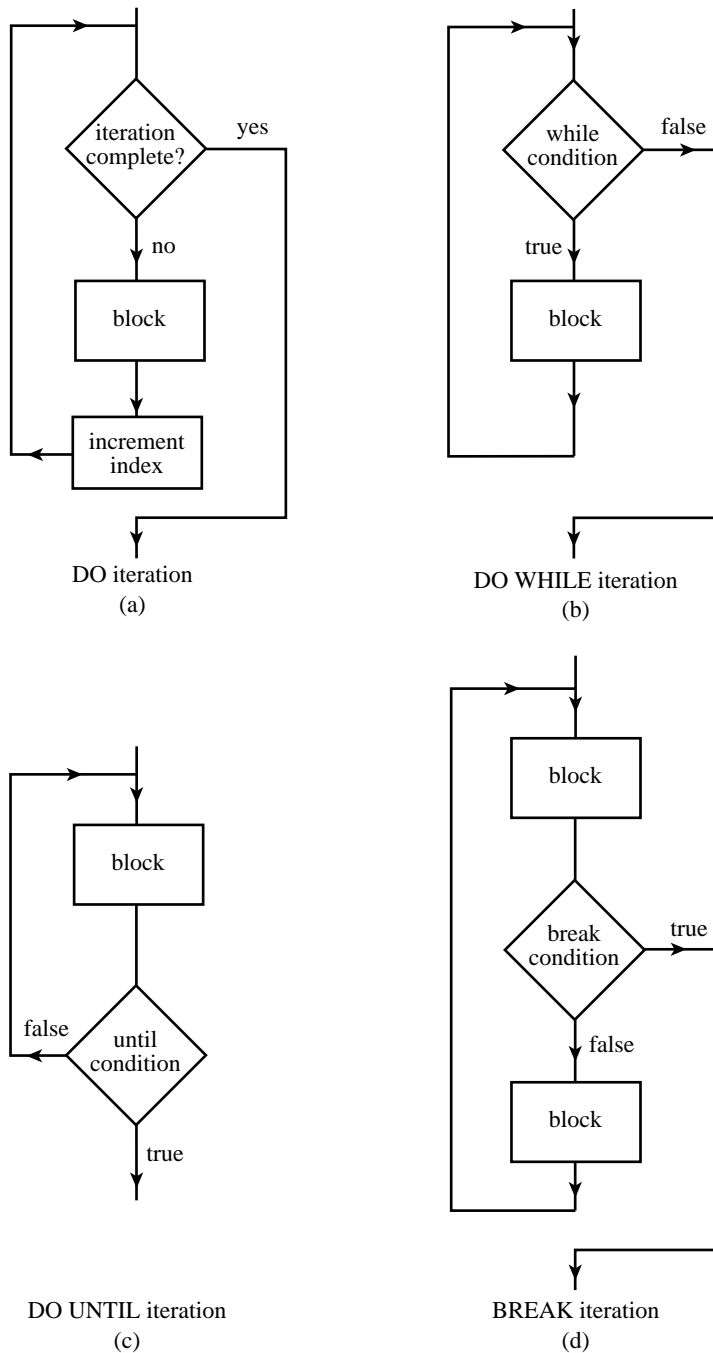 iteration
complete?
yes
no
block
increment
index
DO iteration
(a)
while
condition
false
true
block
DO WHILE iteration
(b)
block
false
until
condition
true
DO UNTIL iteration
(c)
block
break
condition
true
false
block
BREAK iteration
(d)